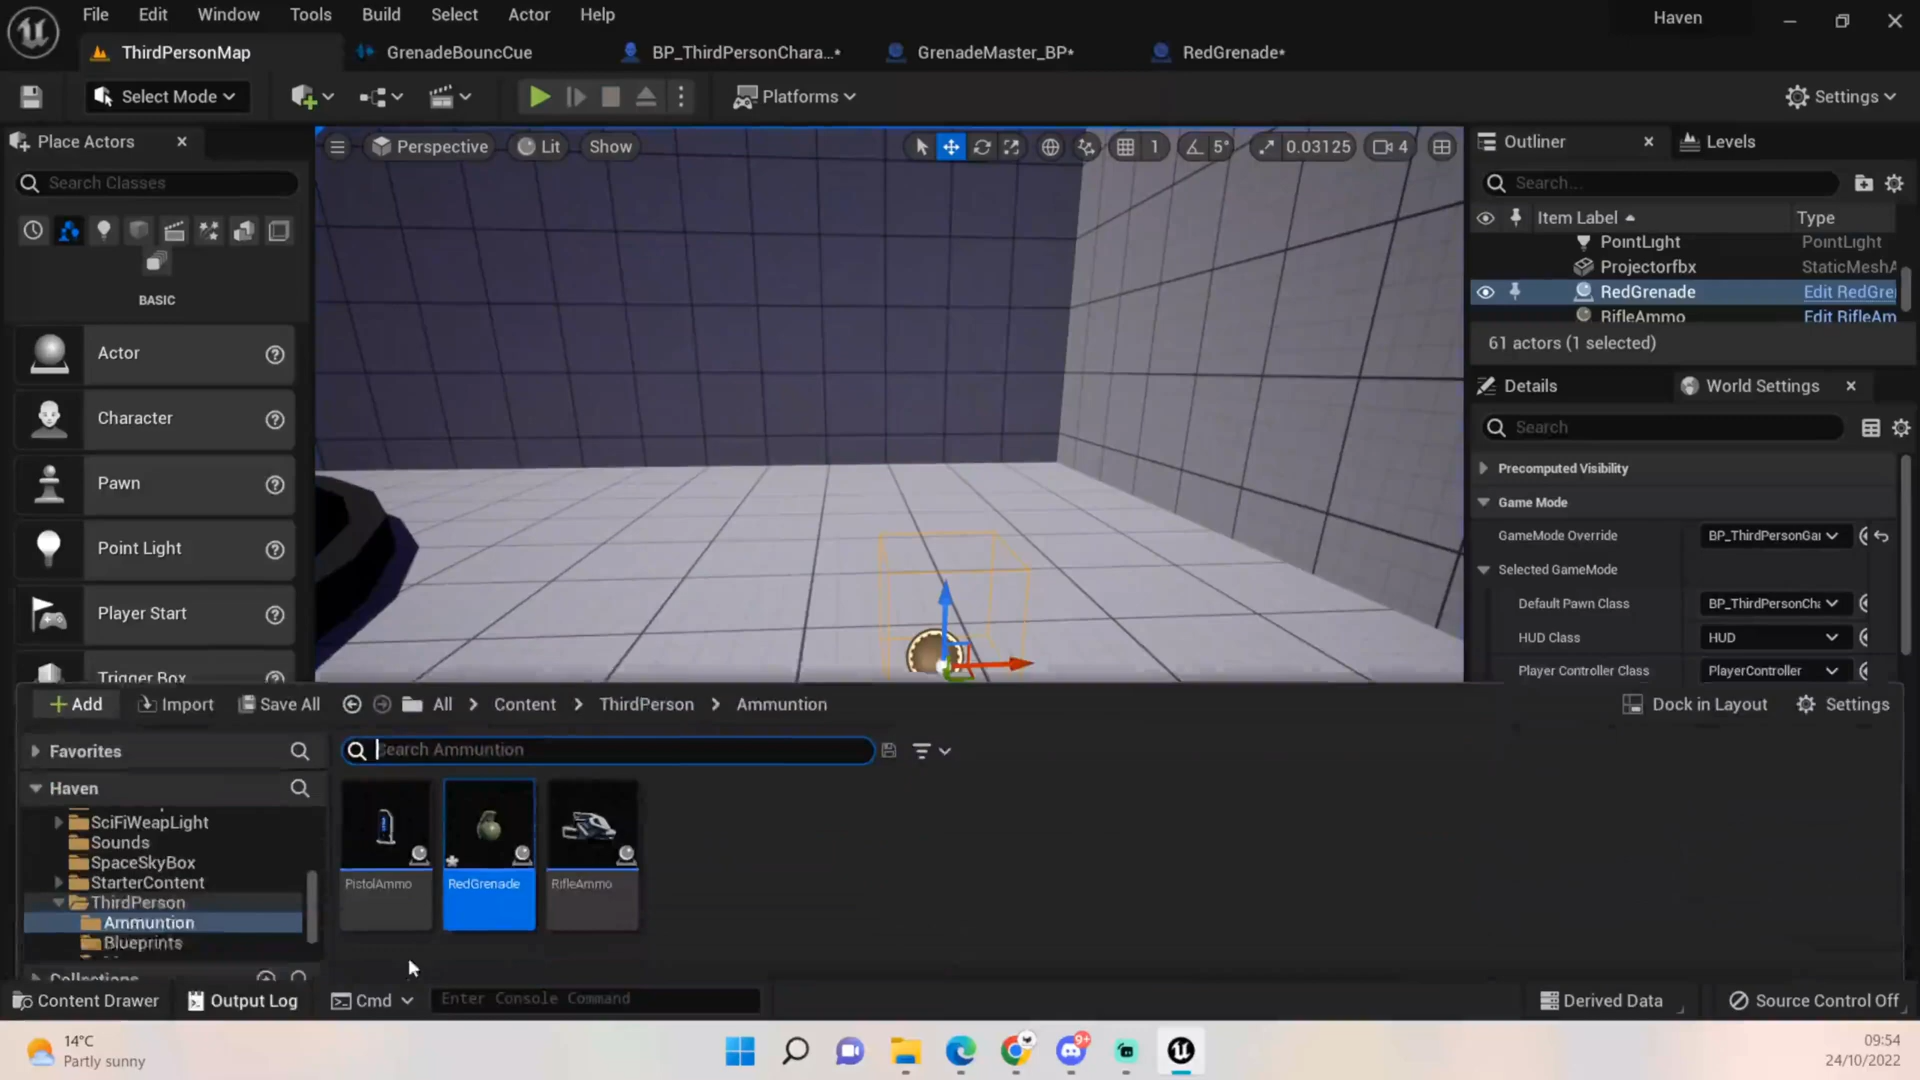 File Edit Window Tools Build Select Actor Help
Haven
ThirdPersonMap
GrenadeBouncCue
BP_ThirdPersonChara...*
GrenadeMaster_BP*
RedGrenade*
Select Mode
Platforms
Settings
Place Actors
Perspective
Lit
Show
1
5°
0.03125
4
Outliner
Levels
Search Classes
Search...
Item Label
Type
PointLight
PointLight
Projectorfbx
StaticMeshA
RedGrenade
Edit RedGre
RifleAmmo
Edit RifleAm
61 actors (1 selected)
BASIC
Actor
Character
Pawn
Point Light
Player Start
Trigger Box
Details
World Settings
Search
Precomputed Visibility
Game Mode
GameMode Override
BP_ThirdPersonGar
Selected GameMode
Default Pawn Class
BP_ThirdPersonCha
HUD Class
HUD
Player Controller Class
PlayerController
Add
Import
Save All
All
Content
ThirdPerson
Ammuntion
Dock in Layout
Settings
Favorites
Search Ammuntion
Haven
SciFiWeapLight
Sounds
SpaceSkyBox
StarterContent
ThirdPerson
Ammuntion
Blueprints
Collections
PistolAmmo
RedGrenade
RifleAmmo
Content Drawer
Output Log
Cmd
Enter Console Command
Derived Data
Source Control Off
14°C
Partly sunny
9+
09:54
24/10/2022